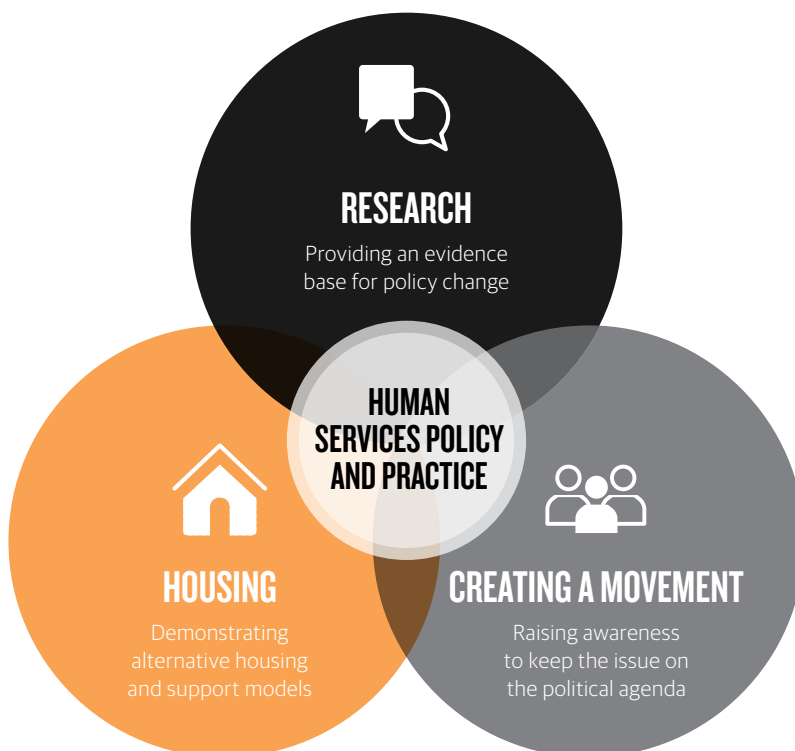 RESEARCH
Providing an evidence
base for policy change
HUMAN
SERVICES POLICY
AND PRACTICE
HOUSING
Demonstrating
alternative housing
and support models
CREATING A MOVEMENT
Raising awareness
to keep the issue on
the political agenda